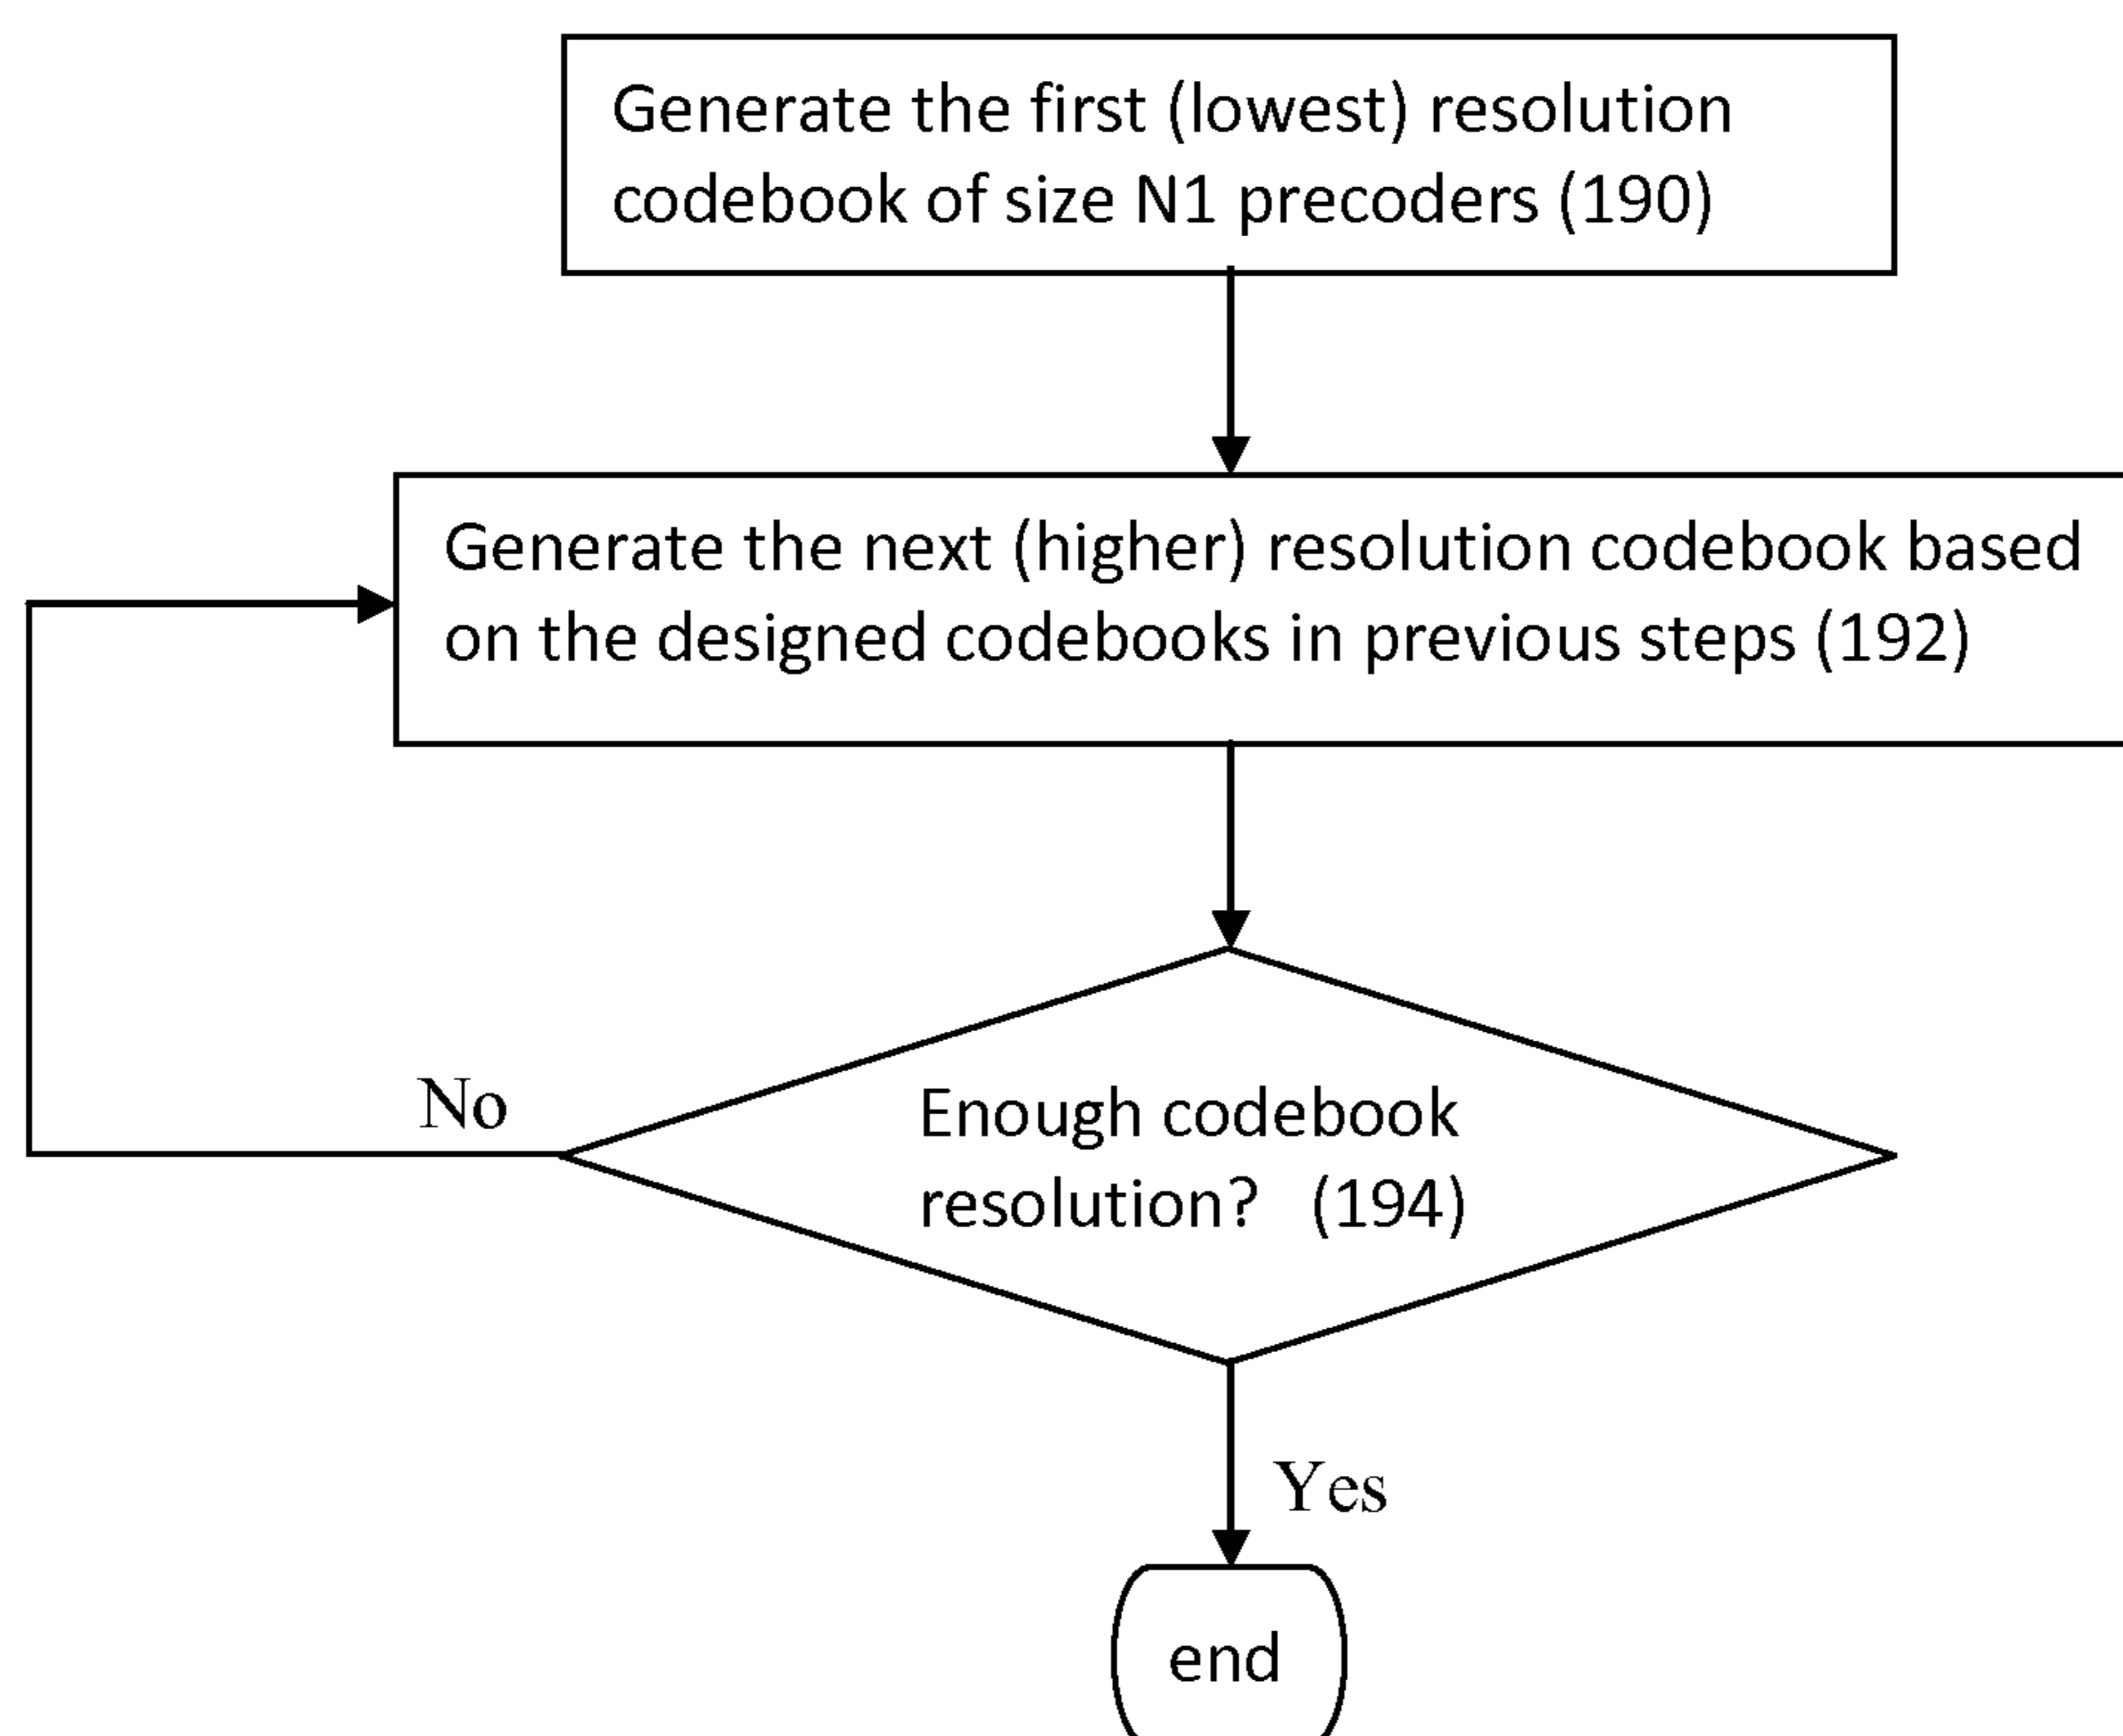 Generate the first (lowest) resolution
codebook of size N1 precoders (190)
Generate the next (higher) resolution codebook based
on the designed codebooks in previous steps (192)
No
Enough codebook
resolution? (194)
Yes
end